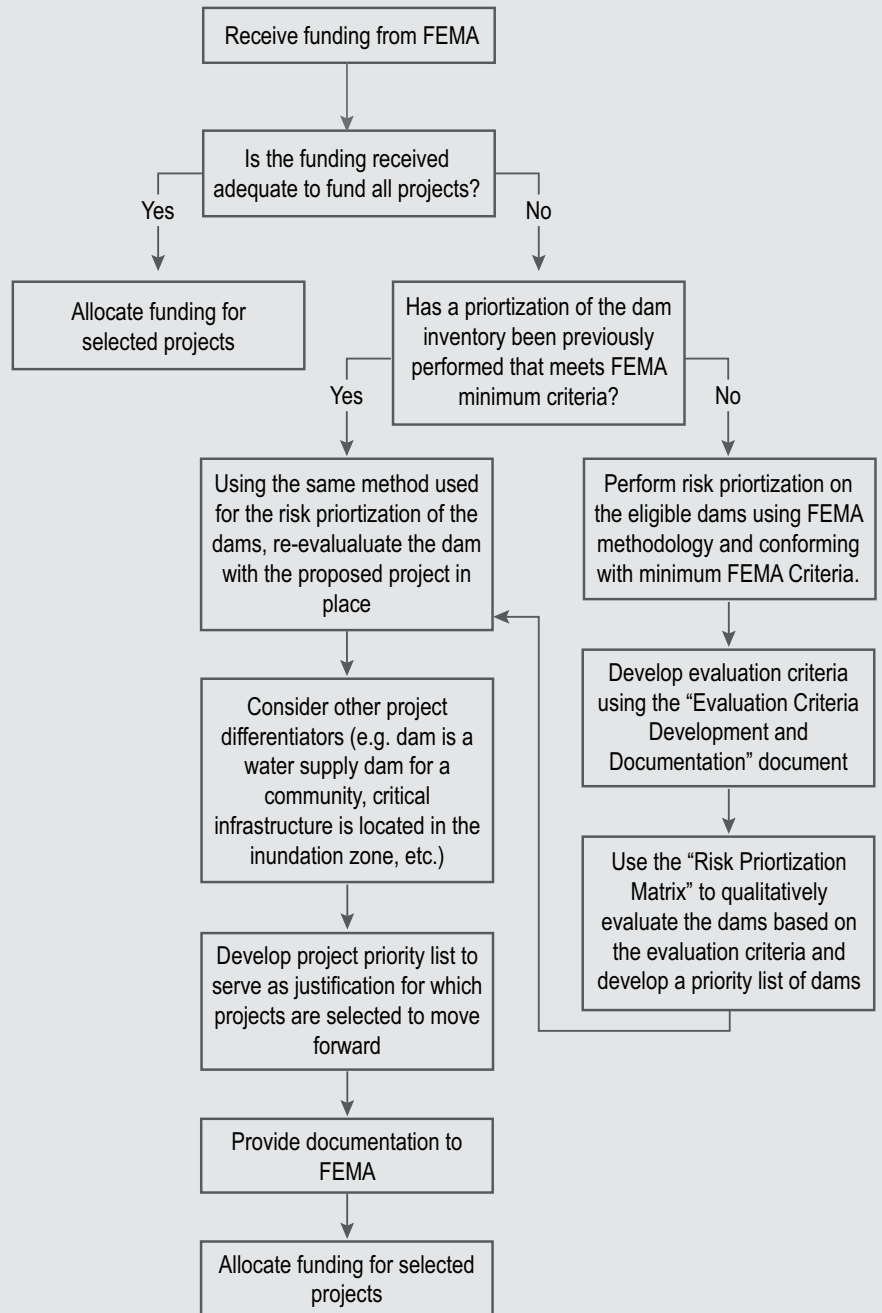 Receive funding from FEMA
Is the funding received
adequate to fund all projects?
Yes
No
Allocate funding for
selected projects
Has a priortization of the dam
inventory been previously
performed that meets FEMA
minimum criteria?
Yes
No
Using the same method used
for the risk priortization of the
dams, re-evalualuate the dam
with the proposed project in
place
Perform risk priortization on
the eligible dams using FEMA
methodology and conforming
with minimum FEMA Criteria.
Consider other project
differentiators (e.g. dam is a
water supply dam for a
community, critical
infrastructure is located in the
inundation zone, etc.)
Develop evaluation criteria
using the “Evaluation Criteria
Development and
Documentation” document
Use the “Risk Priortization
Matrix” to qualitatively
evaluate the dams based on
the evaluation criteria and
develop a priority list of dams
Develop project priority list to
serve as justification for which
projects are selected to move
forward
Provide documentation to
FEMA
Allocate funding for selected
projects